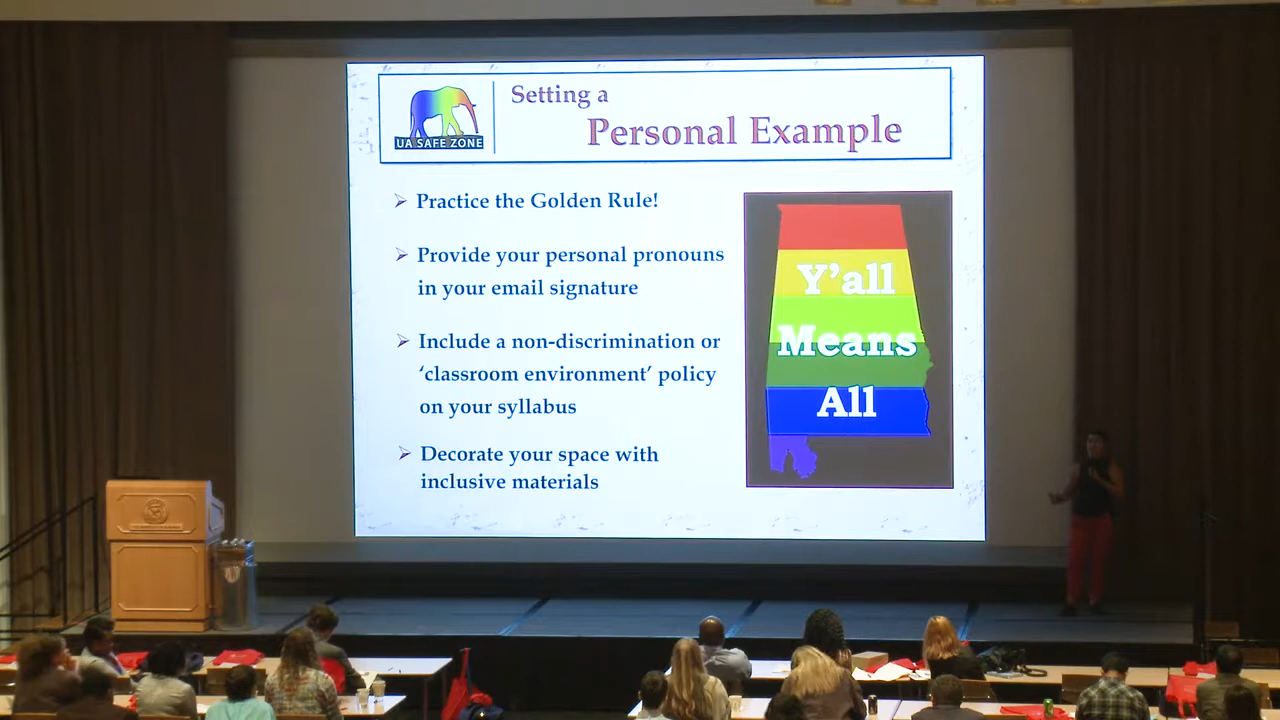 UA SAFE ZONE
Setting a
Personal Example
Practice the Golden Rule!
Provide your personal pronouns
in your email signature
Include a non-discrimination or
‘classroom environment’ policy
on your syllabus
Decorate your space with
inclusive materials
Y’all
Means
All